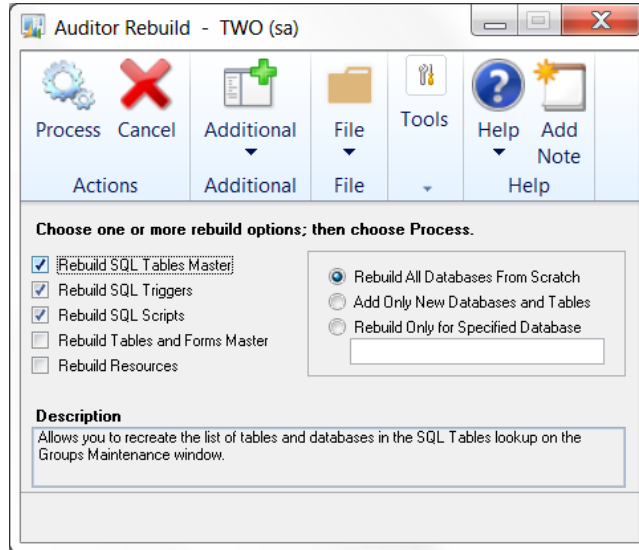 Auditor Rebuild - TWO (sa)
Process Cancel Additional File Tools Help Add Note
Actions Additional File Help
Choose one or more rebuild options; then choose Process.
Rebuild SQL Tables Master
Rebuild SQL Triggers
Rebuild SQL Scripts
Rebuild Tables and Forms Master
Rebuild Resources
Rebuild All Databases From Scratch
Add Only New Databases and Tables
Rebuild Only for Specified Database
Description
Allows you to recreate the list of tables and databases in the SQL Tables lookup on the
Groups Maintenance window.